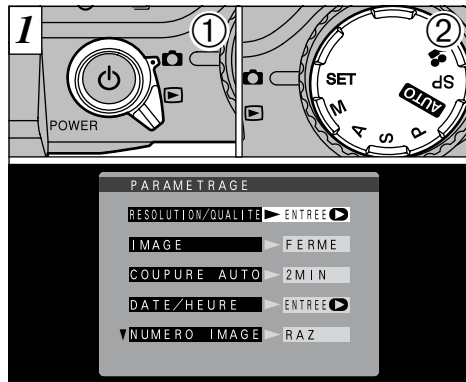 1
①
②
POWER
SET
M
A
S
P
AUTO
SP
PARAMETRAGE
RESOLUTION/QUALITE ENTREE
IMAGE FERME
COUPURE AUTO 2MIN
DATE/HEURE ENTREE
NUMERO IMAGE RAZ